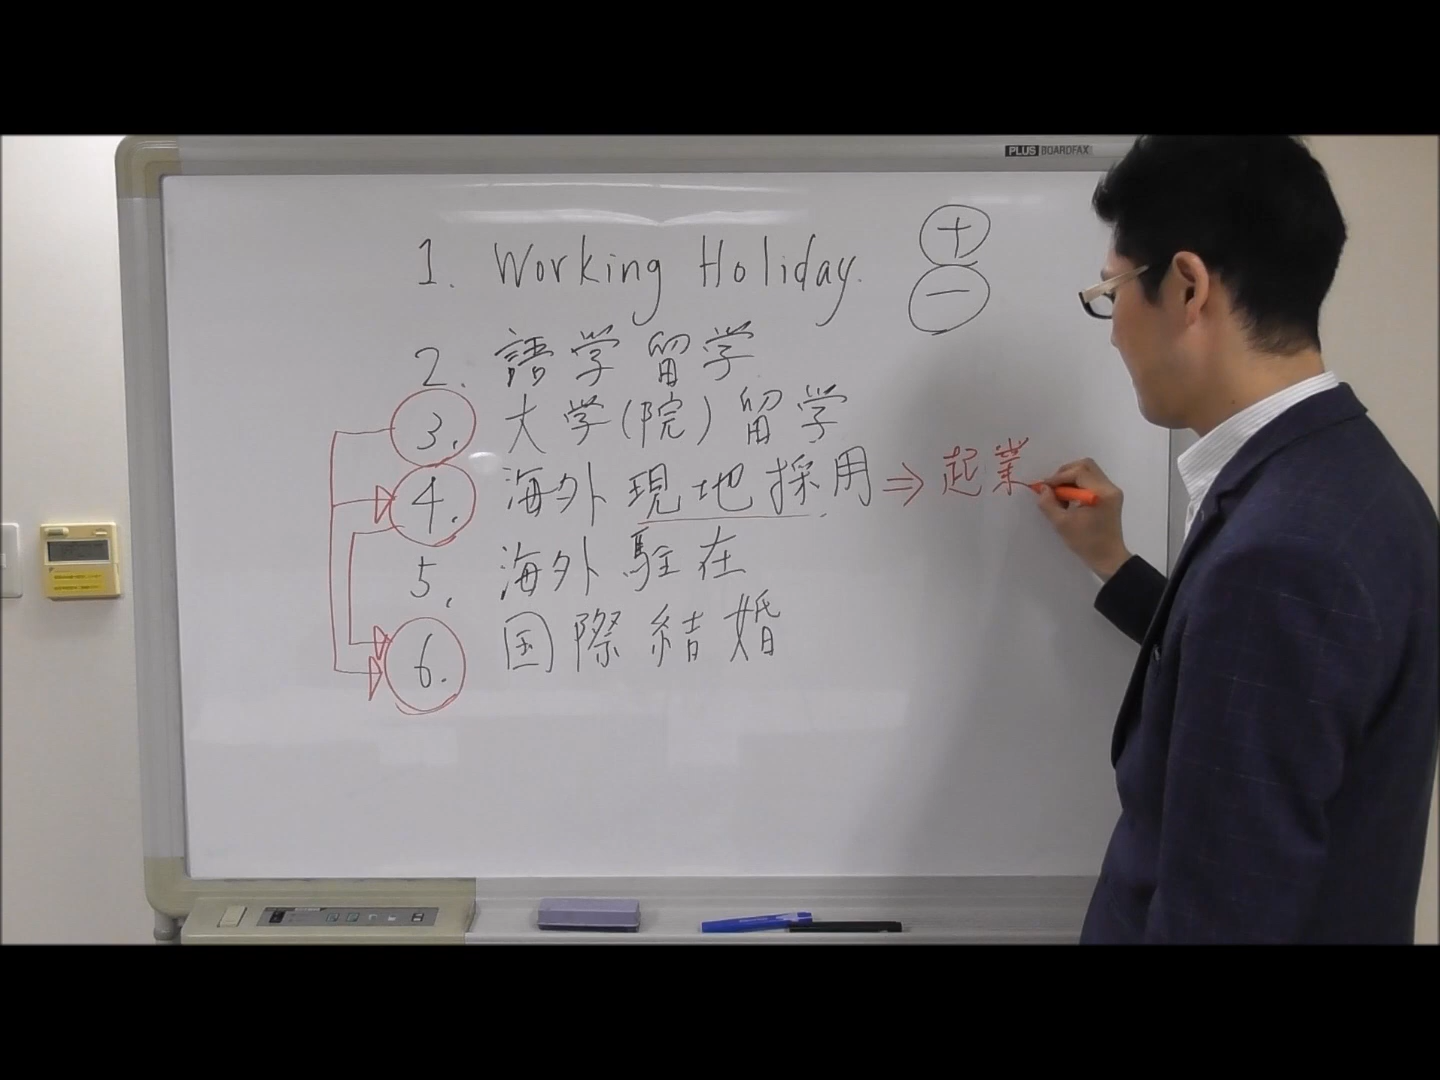 PLUS BOARDFAX
1. Working Holiday.
+
−
2. 語学留学
3. 大学(院)留学
4. 海外現地採用⇒起業
5. 海外駐在
6. 国際結婚